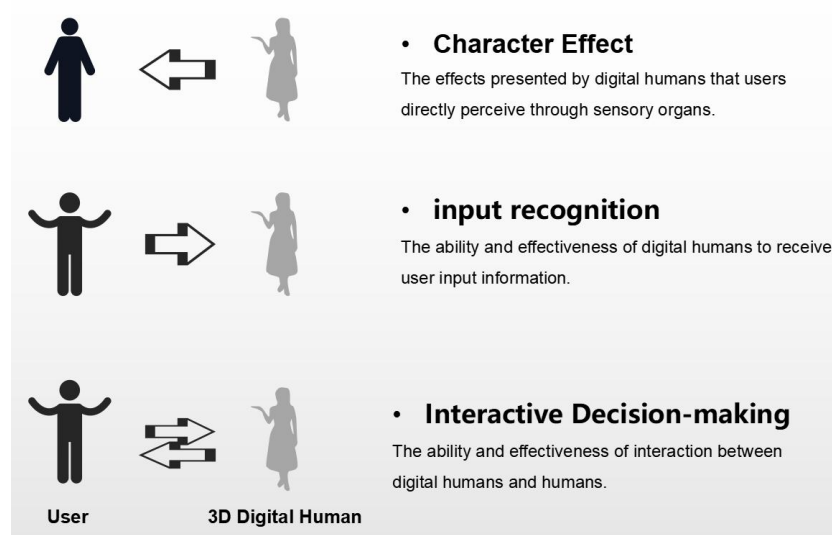 • Character Effect
The effects presented by digital humans that users
directly perceive through sensory organs.
• input recognition
The ability and effectiveness of digital humans to receive
user input information.
• Interactive Decision-making
The ability and effectiveness of interaction between
digital humans and humans.
User 3D Digital Human